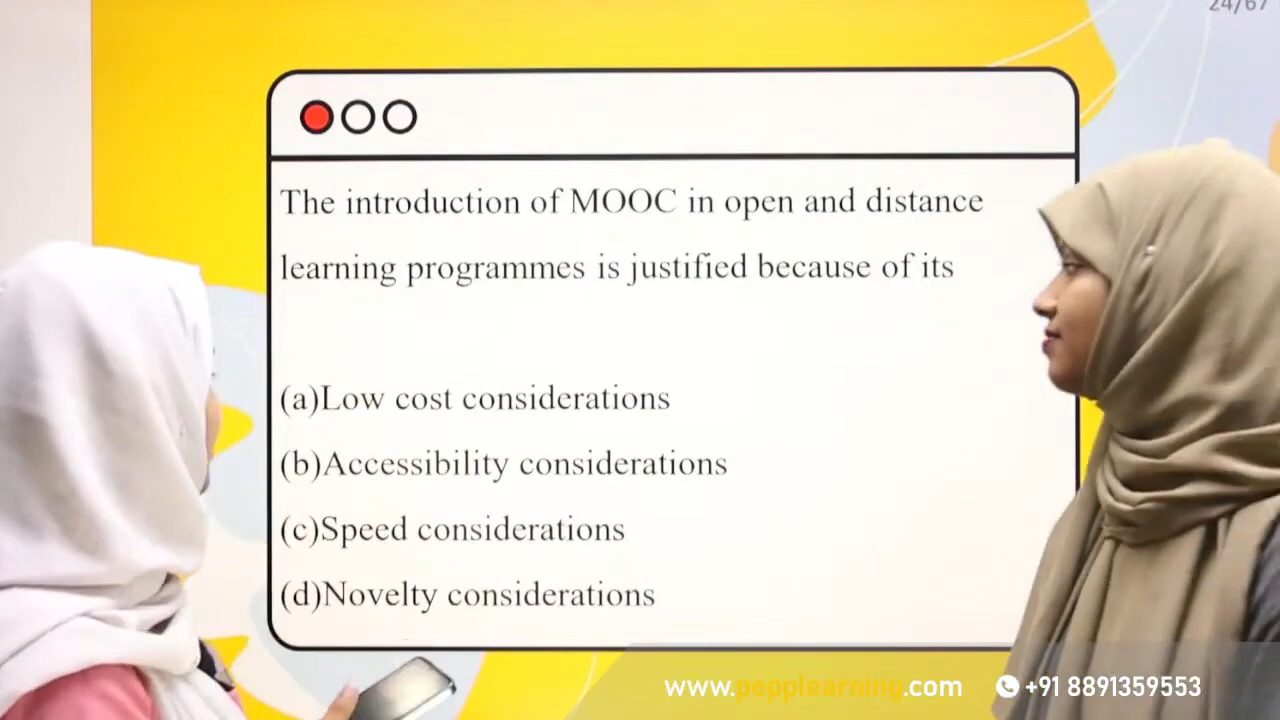 24/67
The introduction of MOOC in open and distance
learning programmes is justified because of its
(a)Low cost considerations
(b)Accessibility considerations
(c)Speed considerations
(d)Novelty considerations
www.pepplearning.com
+91 8891359553